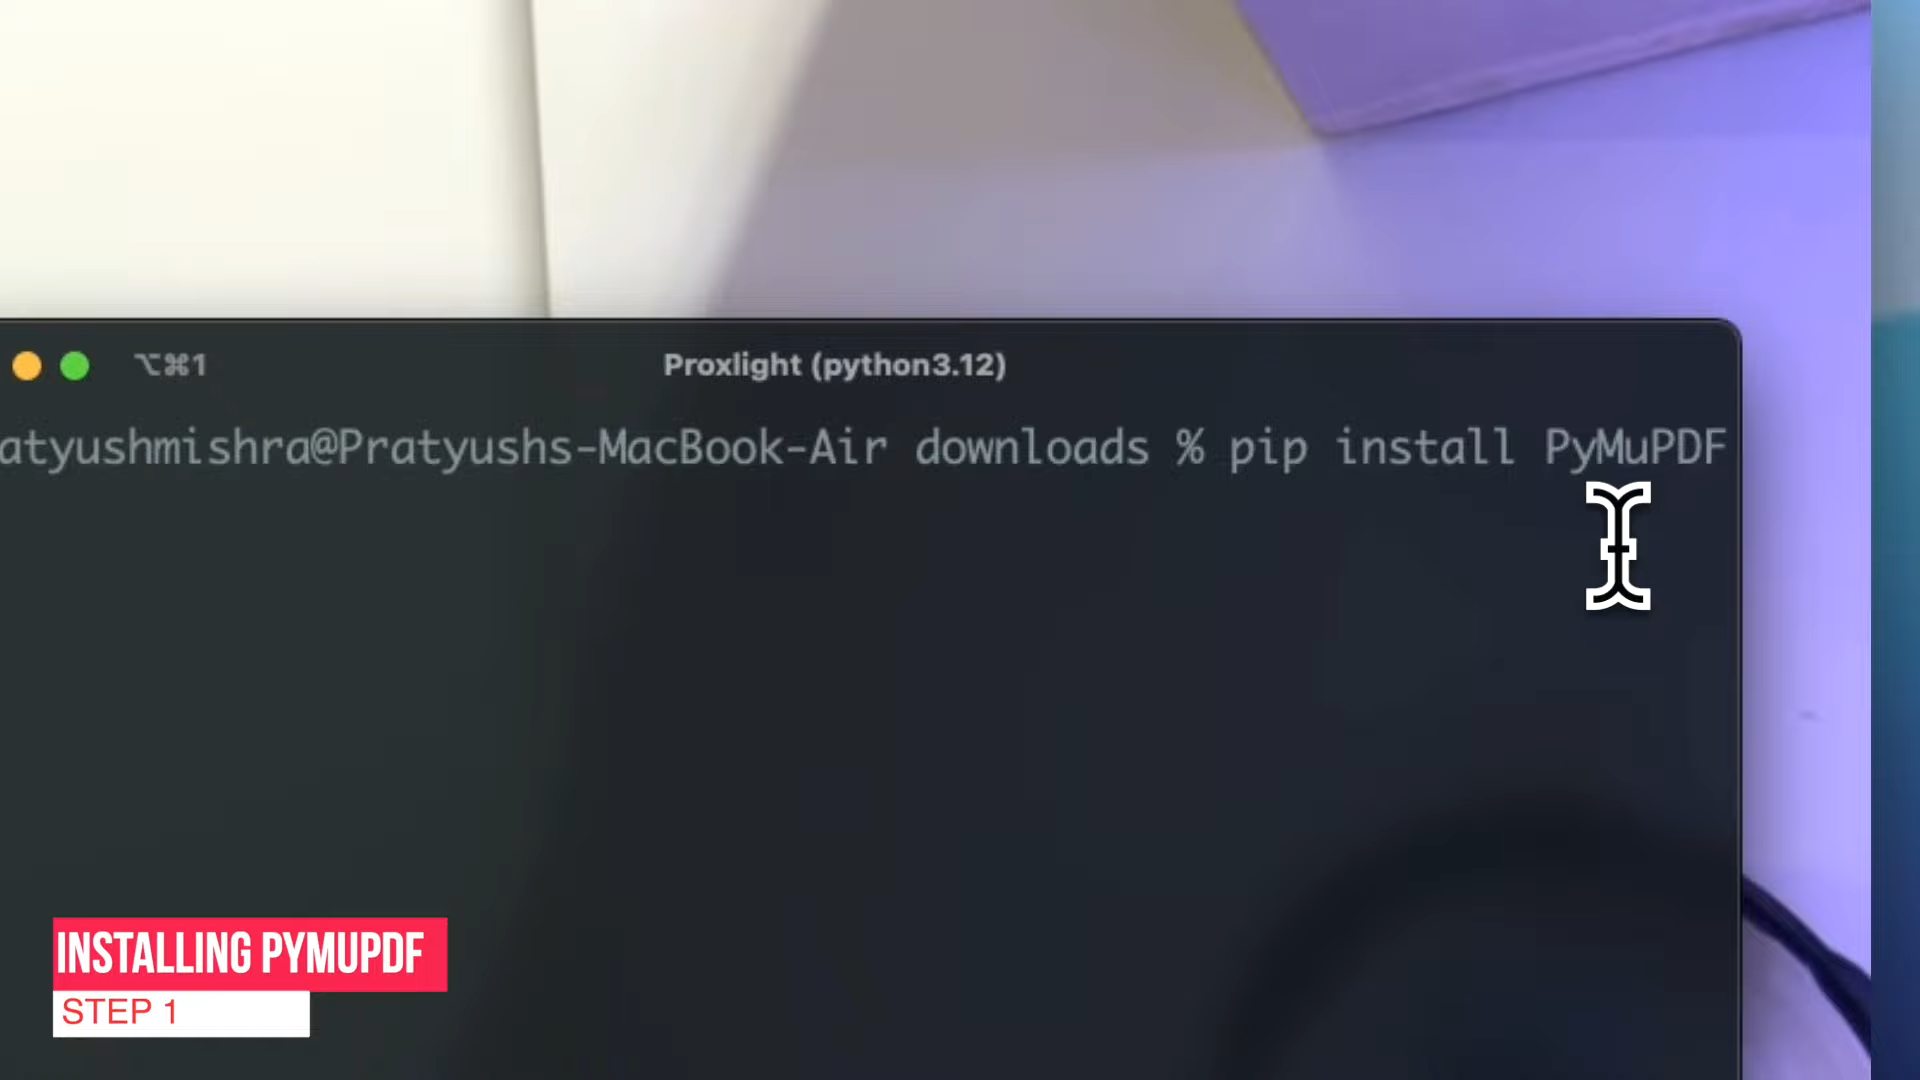 ⌥⌘1
Proxlight (python3.12)
atyushmishra@Pratyushs-MacBook-Air downloads % pip install PyMuPDF
INSTALLING PYMUPDF
STEP 1